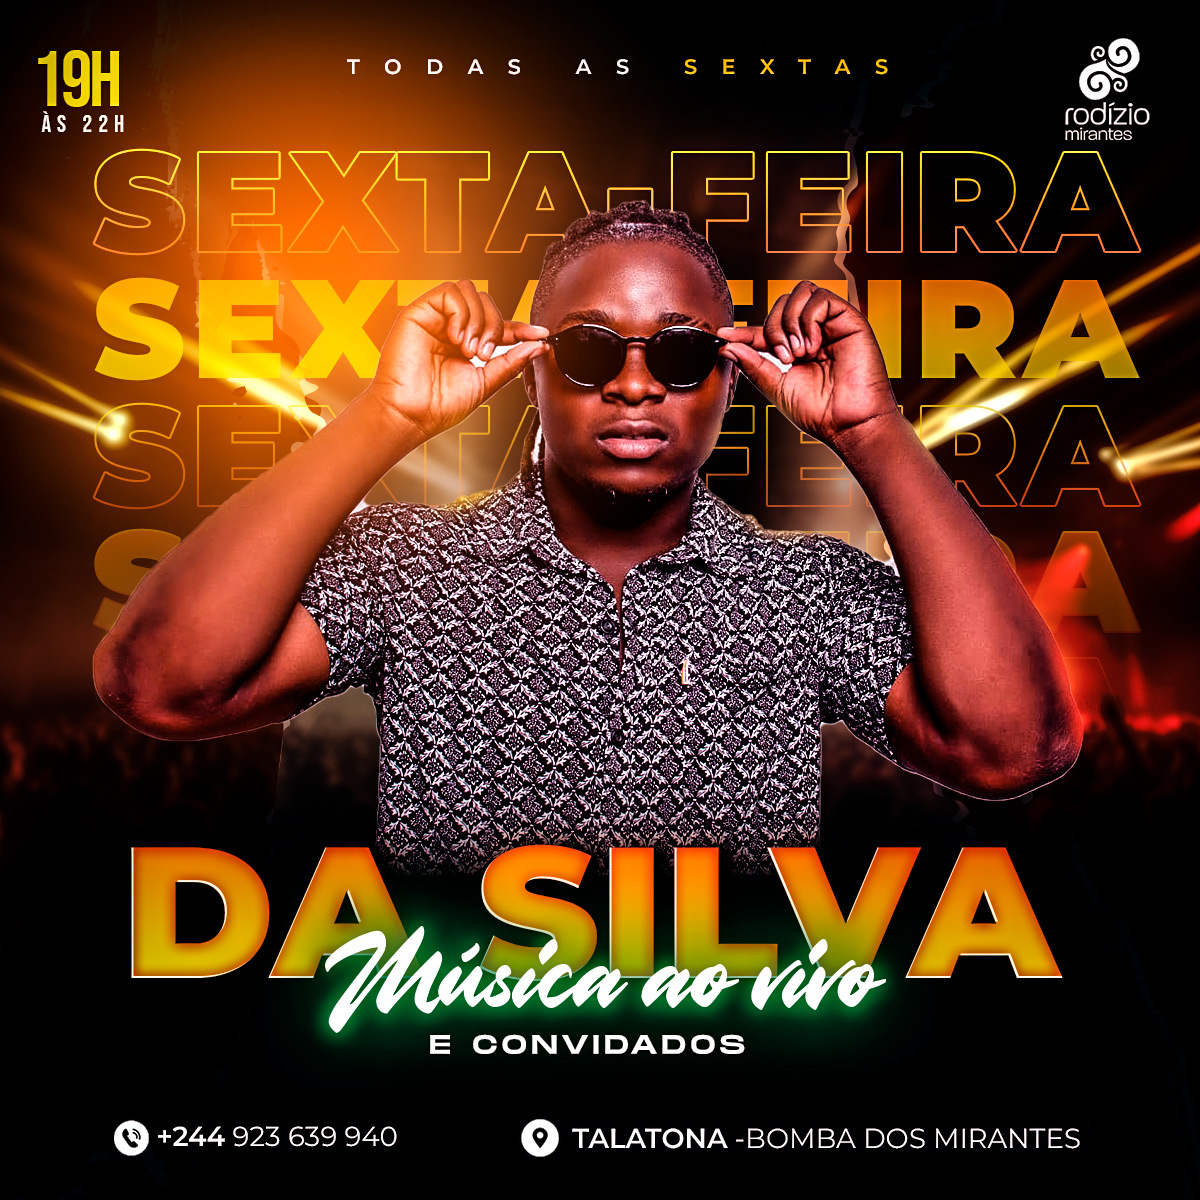 19H
ÀS 22H
TODAS AS SEXTAS
rodízio
mirantes
SEXTA-FEIRA
SEXTA-FEIRA
SEXTA-FEIRA
DA SILVA
Música ao vivo
E CONVIDADOS
+244 923 639 940
TALATONA -BOMBA DOS MIRANTES